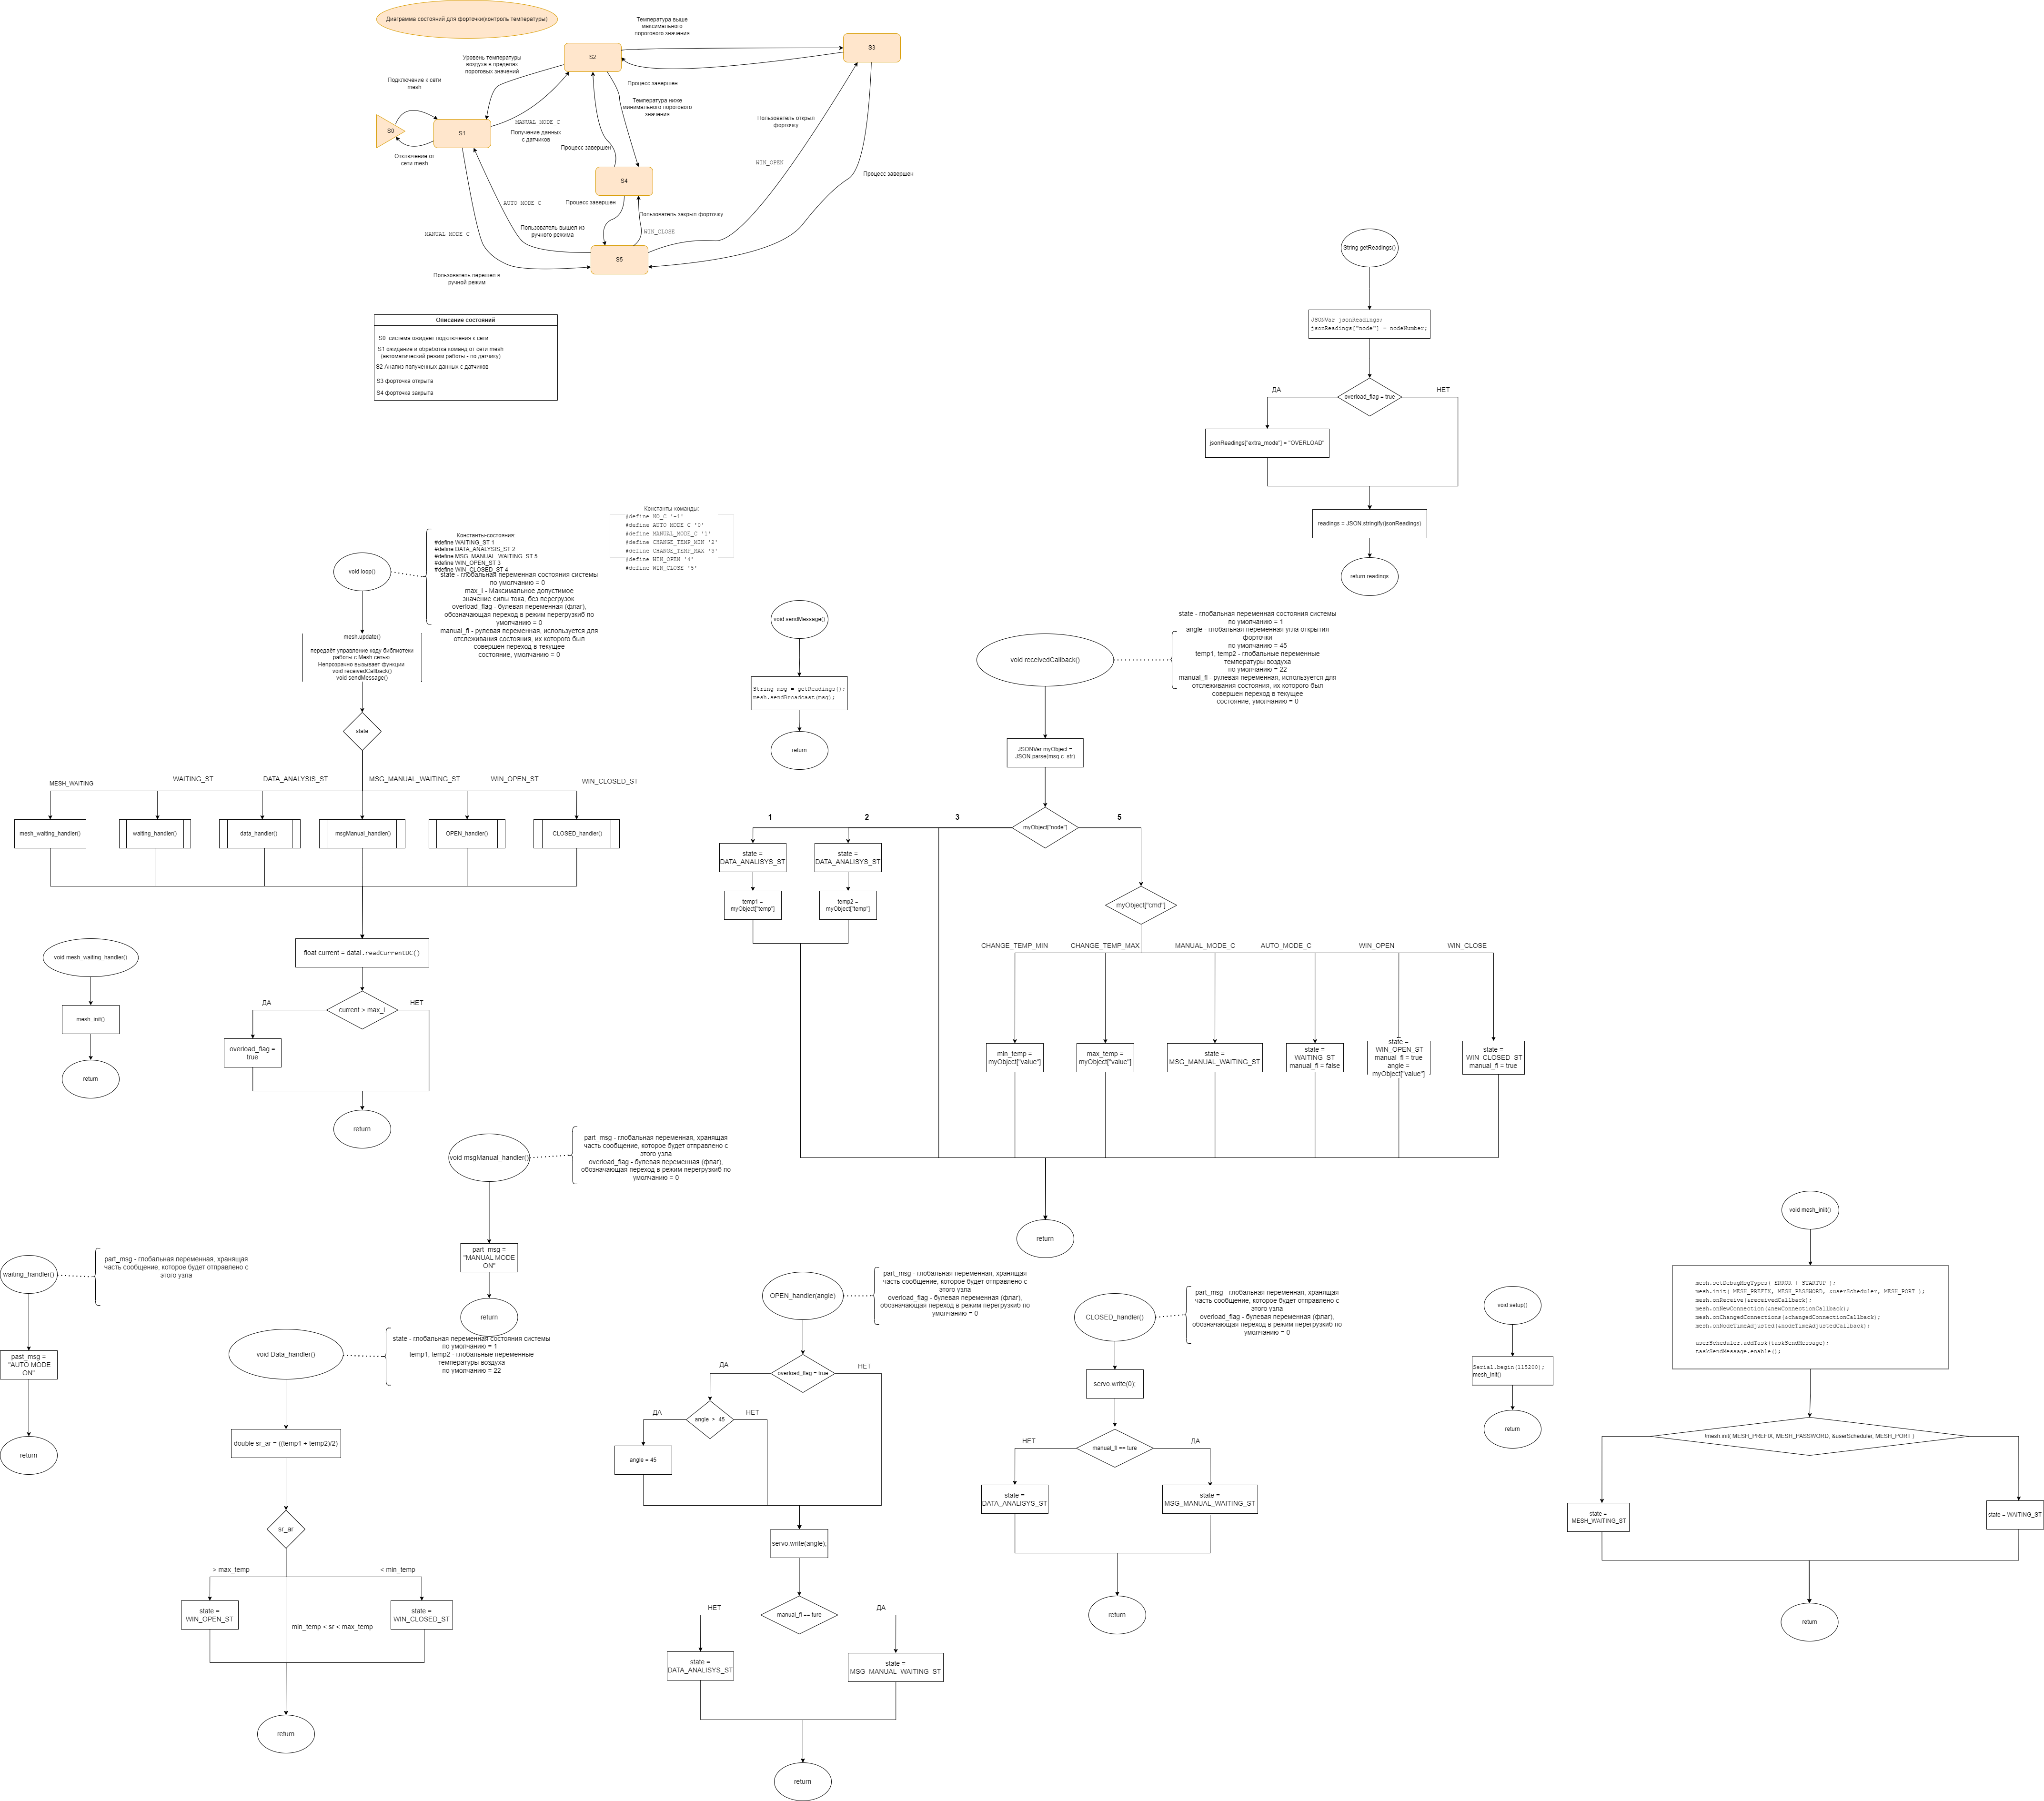 Диаграмма состояний для форточки(контроль температуры)
Температура выше
максимального
порогового значения
S2
S3
Уровень температуры
воздуха в пределах
пороговых значений
Подключение к сети
mesh
Процесс завершен
Температура ниже
минимального порогового
значения
S0
S1
MANUAL_MODE_C
Получение данных
с датчиков
Пользователь открыл
форточку
Отключение от
сети mesh
Процесс завершен
WIN_OPEN
S4
Процесс завершен
AUTO_MODE_C
Процесс завершен
Пользователь закрыл форточку
MANUAL_MODE_C
Пользователь вышел из
ручного режима
WIN_CLOSE
S5
Пользователь перешел в
ручной режим
Описание состояний
S0  система ожидает подключения к сети
S1 ожидание и обработка команд от сети mesh
(автоматический режим работы - по датчику)
S2 Анализ полученных данных с датчиков
S3 форточка открыта
S4 форточка закрыта
String getReadings()
JSONVar jsonReadings;
jsonReadings["node"] = nodeNumber;
ДА
НЕТ
overload_flag = true
jsonReadings["extra_mode"] = "OVERLOAD"
readings = JSON.stringify(jsonReadings)
return readings
Константы-команды:
#define NO_C '-1'
#define AUTO_MODE_C '0'
#define MANUAL_MODE_C '1'
#define CHANGE_TEMP_MIN '2'
#define CHANGE_TEMP_MAX '3'
#define WIN_OPEN '4'
#define WIN_CLOSE '5'
Константы-состояния:
#define WAITING_ST 1
#define DATA_ANALYSIS_ST 2
#define MSG_MANUAL_WAITING_ST 5
#define WIN_OPEN_ST 3
#define WIN_CLOSED_ST 4
state - глобальная переменная состояния системы
по умолчанию = 0
max_I - Максимальное допустимое
значение силы тока, без перегрузок
overload_flag - булевая переменная (флаг),
обозначающая переход в режим перегрузкиб по
умолчанию = 0
manual_fl - рулевая переменная, используется для
отслеживания состояния, их которого был
совершен переход в текущее
состояние, умолчанию = 0
void loop()
mesh.update()
передаёт управление коду библиотеки
работы с Mesh сетью.
Непрозрачно вызывает функции
void receivedCallback()
void sendMessage()
state
MESH_WAITING
WAITING_ST
DATA_ANALYSIS_ST
MSG_MANUAL_WAITING_ST
WIN_OPEN_ST
WIN_CLOSED_ST
mesh_waiting_handler()
waiting_handler()
data_handler()
msgManual_handler()
OPEN_handler()
CLOSED_handler()
float current = dataI.readCurrentDC()
ДА
НЕТ
current > max_I
overload_flag =
true
return
void mesh_waiting_handler()
mesh_init()
return
void sendMessage()
String msg = getReadings();
mesh.sendBroadcast(msg);
return
void receivedCallback()
state - глобальная переменная состояния системы
по умолчанию = 1
angle - глобальная переменная угла открытия
форточки
по умолчанию = 45
temp1, temp2 - глобальные переменные
температуры воздуха
по умолчанию = 22
manual_fl - рулевая переменная, используется для
отслеживания состояния, их которого был
совершен переход в текущее
состояние, умолчанию = 0
JSONVar myObject =
JSON.parse(msg.c_str)
1
2
3
5
myObject["node"]
state =
DATA_ANALISYS_ST
state =
DATA_ANALISYS_ST
temp1 =
myObject["temp"]
temp2 =
myObject["temp"]
myObject["cmd"]
CHANGE_TEMP_MIN
CHANGE_TEMP_MAX
MANUAL_MODE_C
AUTO_MODE_C
WIN_OPEN
WIN_CLOSE
min_temp =
myObject["value"]
max_temp =
myObject["value"]
state =
MSG_MANUAL_WAITING_ST
state =
WAITING_ST
manual_fl = false
state =
WIN_OPEN_ST
manual_fl = true
angle =
myObject["value"]
state =
WIN_CLOSED_ST
manual_fl = true
return
void msgManual_handler()
part_msg - глобальная переменная, хранящая
часть сообщение, которое будет отправлено с
этого узла
overload_flag - булевая переменная (флаг),
обозначающая переход в режим перегрузкиб по
умолчанию = 0
part_msg =
"MANUAL MODE
ON"
return
waiting_handler()
part_msg - глобальная переменная, хранящая
часть сообщение, которое будет отправлено с
этого узла
past_msg =
"AUTO MODE
ON"
return
void Data_handler()
state - глобальная переменная состояния системы
по умолчанию = 1
temp1, temp2 - глобальные переменные
температуры воздуха
по умолчанию = 22
double sr_ar = ((temp1 + temp2)/2)
sr_ar
> max_temp
< min_temp
state =
WIN_OPEN_ST
state =
WIN_CLOSED_ST
min_temp < sr < max_temp
return
OPEN_handler(angle)
part_msg - глобальная переменная, хранящая
часть сообщение, которое будет отправлено с
этого узла
overload_flag - булевая переменная (флаг),
обозначающая переход в режим перегрузкиб по
умолчанию = 0
ДА
НЕТ
overload_flag = true
ДА
НЕТ
angle  >  45
angle = 45
servo.write(angle);
НЕТ
ДА
manual_fl == ture
state =
DATA_ANALISYS_ST
state =
MSG_MANUAL_WAITING_ST
return
CLOSED_handler()
part_msg - глобальная переменная, хранящая
часть сообщение, которое будет отправлено с
этого узла
overload_flag - булевая переменная (флаг),
обозначающая переход в режим перегрузкиб по
умолчанию = 0
servo.write(0);
НЕТ
ДА
manual_fl == ture
state =
DATA_ANALISYS_ST
state =
MSG_MANUAL_WAITING_ST
return
void setup()
Serial.begin(115200);
mesh_init()
return
void mesh_iniit()
mesh.setDebugMsgTypes( ERROR | STARTUP );
mesh.init( MESH_PREFIX, MESH_PASSWORD, &userScheduler, MESH_PORT );
mesh.onReceive(&receivedCallback);
mesh.onNewConnection(&newConnectionCallback);
mesh.onChangedConnections(&changedConnectionCallback);
mesh.onNodeTimeAdjusted(&nodeTimeAdjustedCallback);
userScheduler.addTask(taskSendMessage);
taskSendMessage.enable();
!mesh.init( MESH_PREFIX, MESH_PASSWORD, &userScheduler, MESH_PORT )
state =
MESH_WAITING_ST
state = WAITING_ST
return